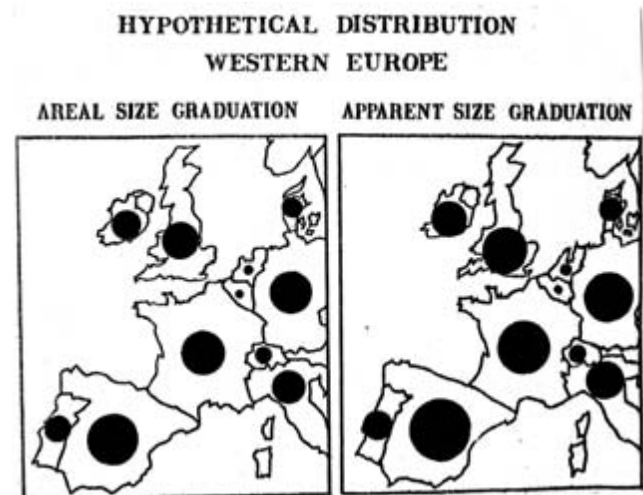 HYPOTHETICAL DISTRIBUTION
WESTERN EUROPE
AREAL SIZE GRADUATION
APPARENT SIZE GRADUATION